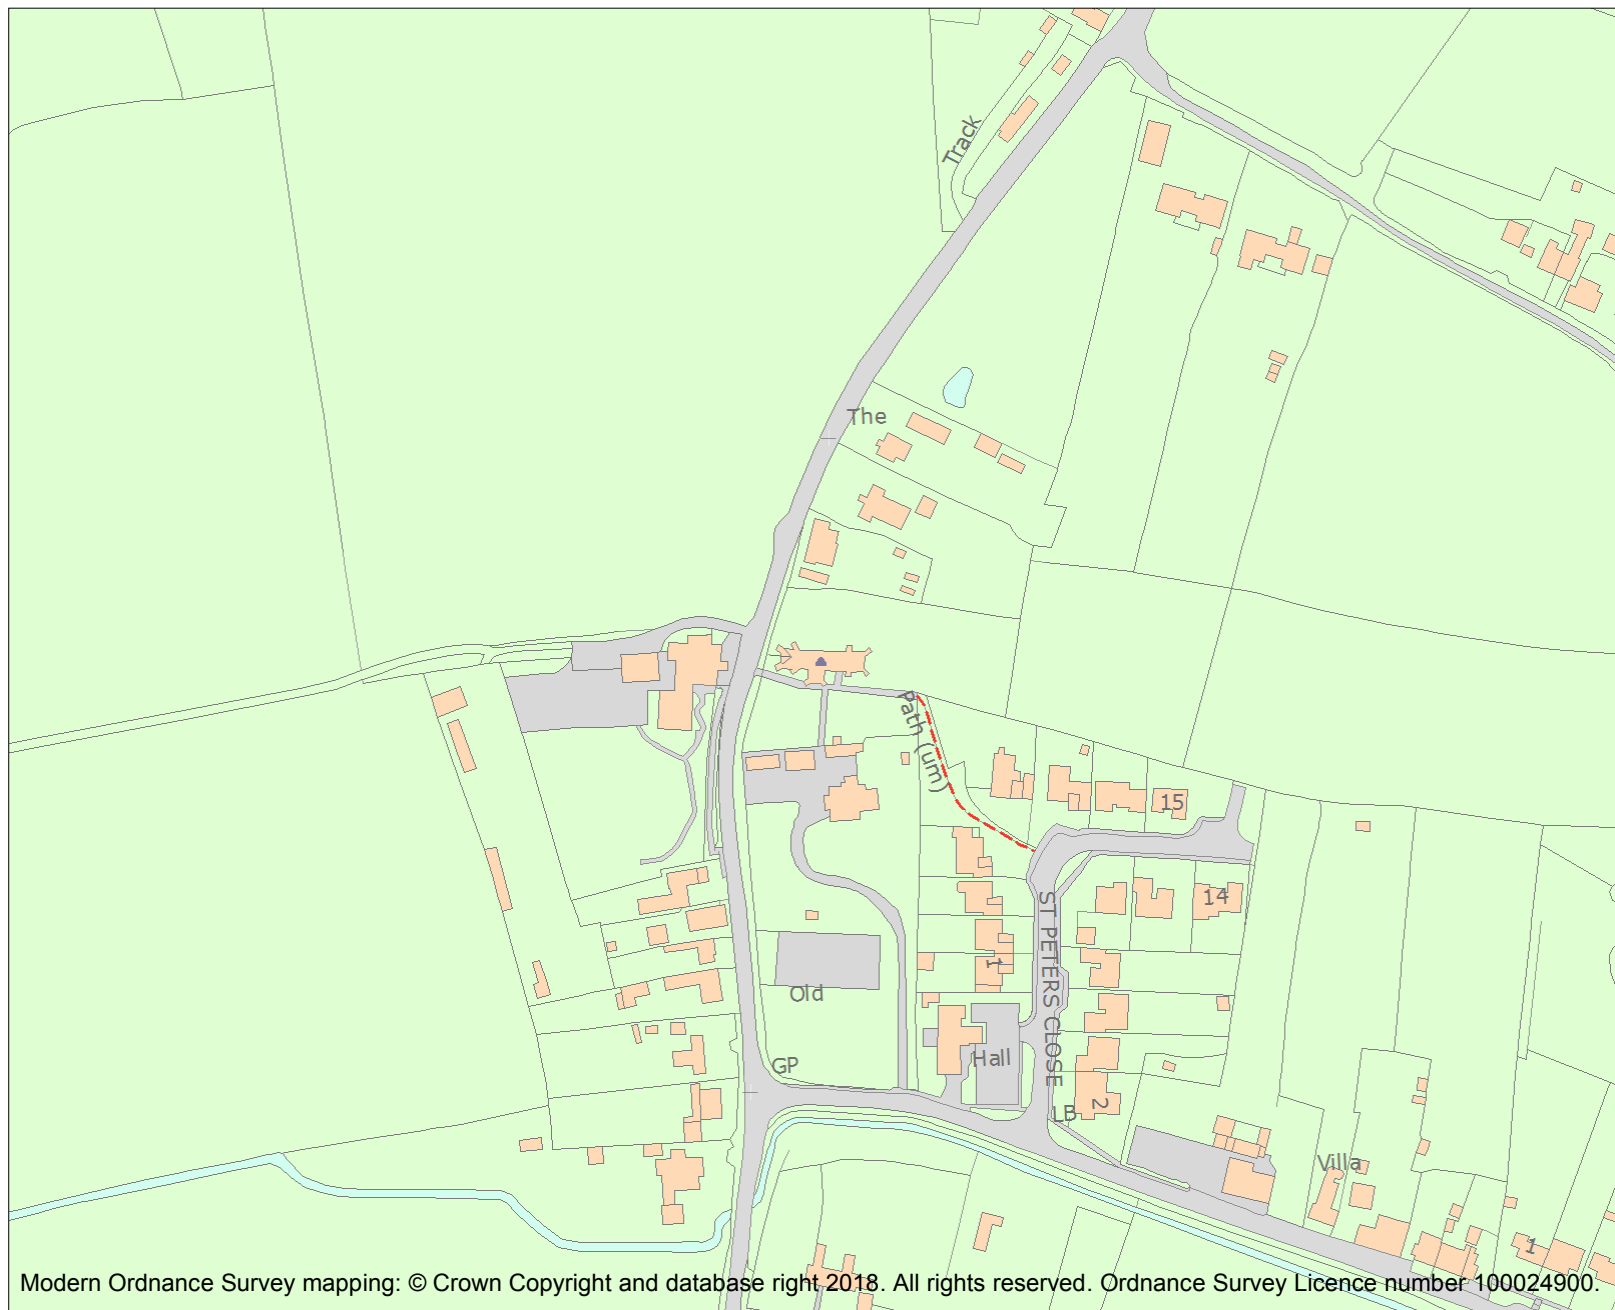 Track
The
Path (um)
15
14
ST PETERS CLOSE
1
Old
Hall
GP
LB
2
Villa
1
Modern Ordnance Survey mapping: © Crown Copyright and database right 2018. All rights reserved. Ordnance Survey Licence number 100024900.